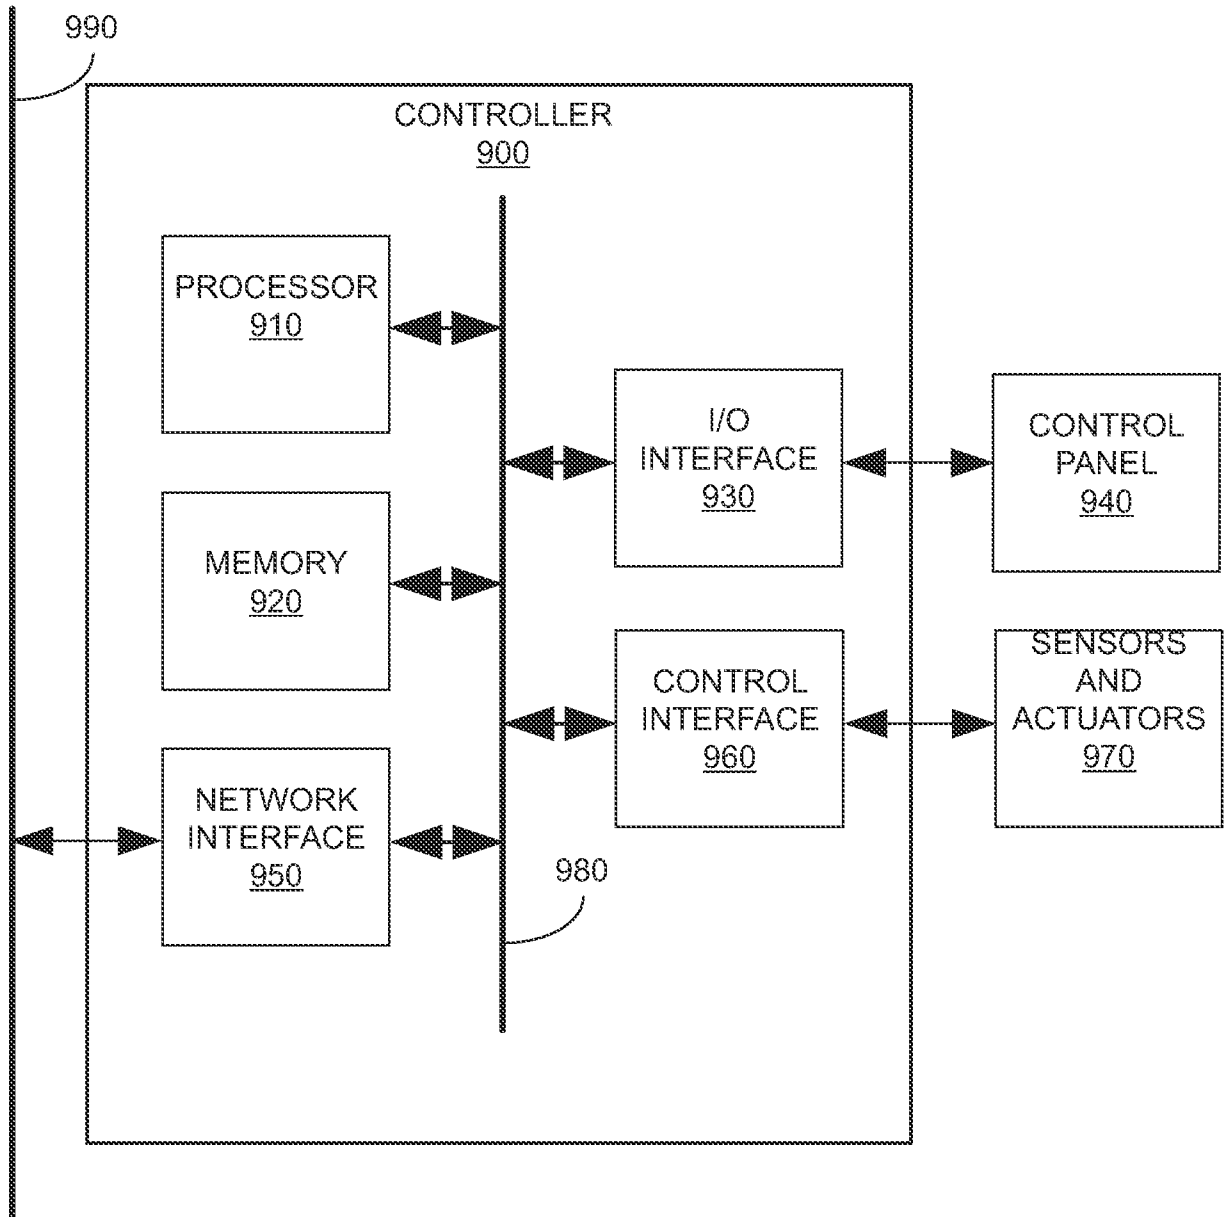 990
CONTROLLER
900
PROCESSOR
910
I/O
INTERFACE
930
CONTROL
PANEL
940
MEMORY
920
CONTROL
INTERFACE
960
SENSORS
AND
ACTUATORS
970
NETWORK
INTERFACE
950
980